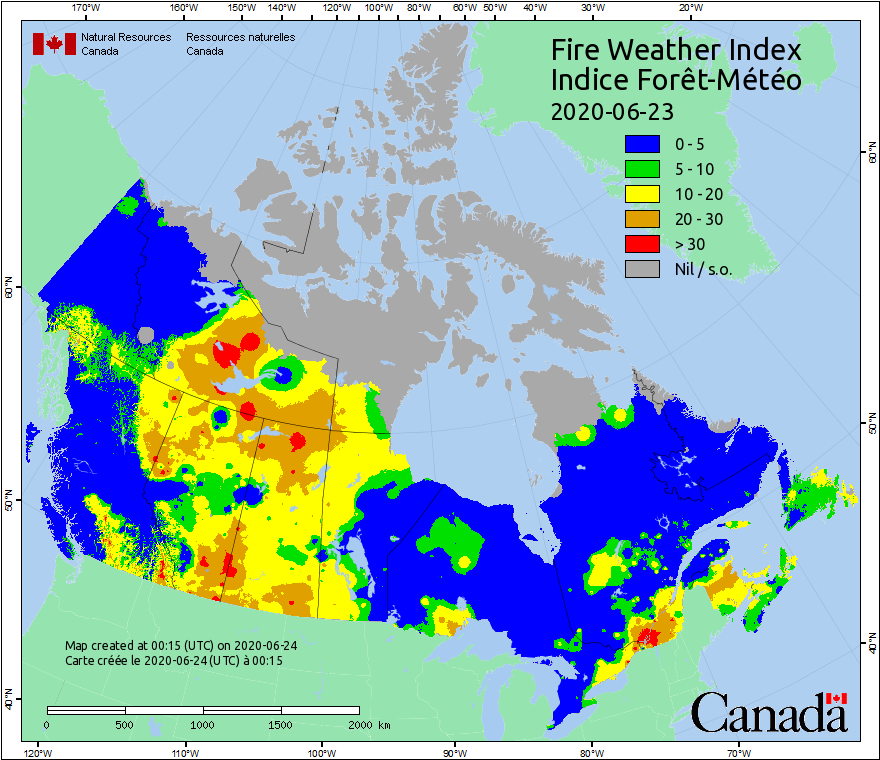 170°W 160°W 150°W 140°W 130°W 120°W 110°W 100°W 90°W 80°W 70°W 60°W 50°W 40°W 30°W 20°W
Natural Resources Canada
Ressources naturelles Canada
Fire Weather Index
Indice Forêt-Météo
2020-06-23
0 - 5
5 - 10
10 - 20
20 - 30
> 30
Nil / s.o.
60°N
60°N
50°N
50°N
40°N
40°N
Map created at 00:15 (UTC) on 2020-06-24
Carte créée le 2020-06-24 (UTC) à 00:15
0 500 1000 1500 2000 km
Canada
120°W 110°W 100°W 90°W 80°W 70°W